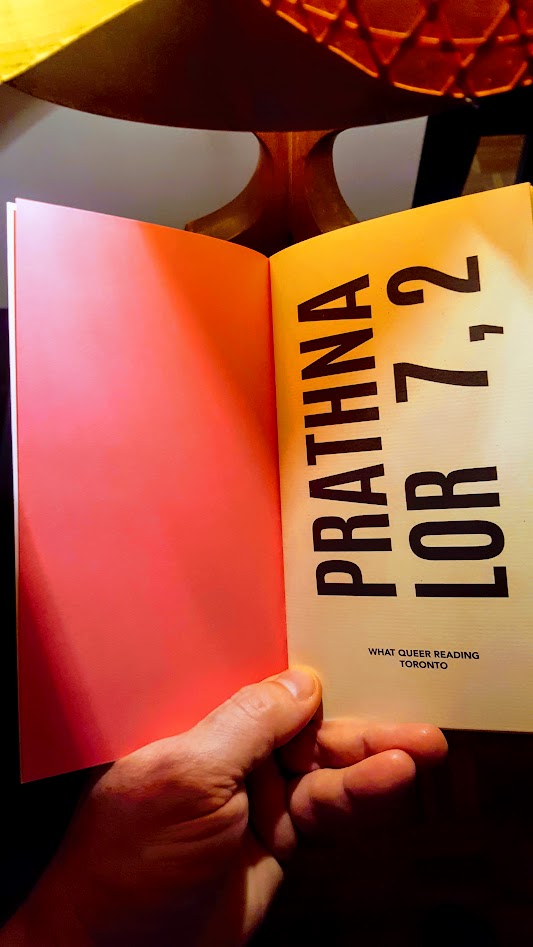 PRATHNA
LOR 7, 2
WHAT QUEER READING
TORONTO